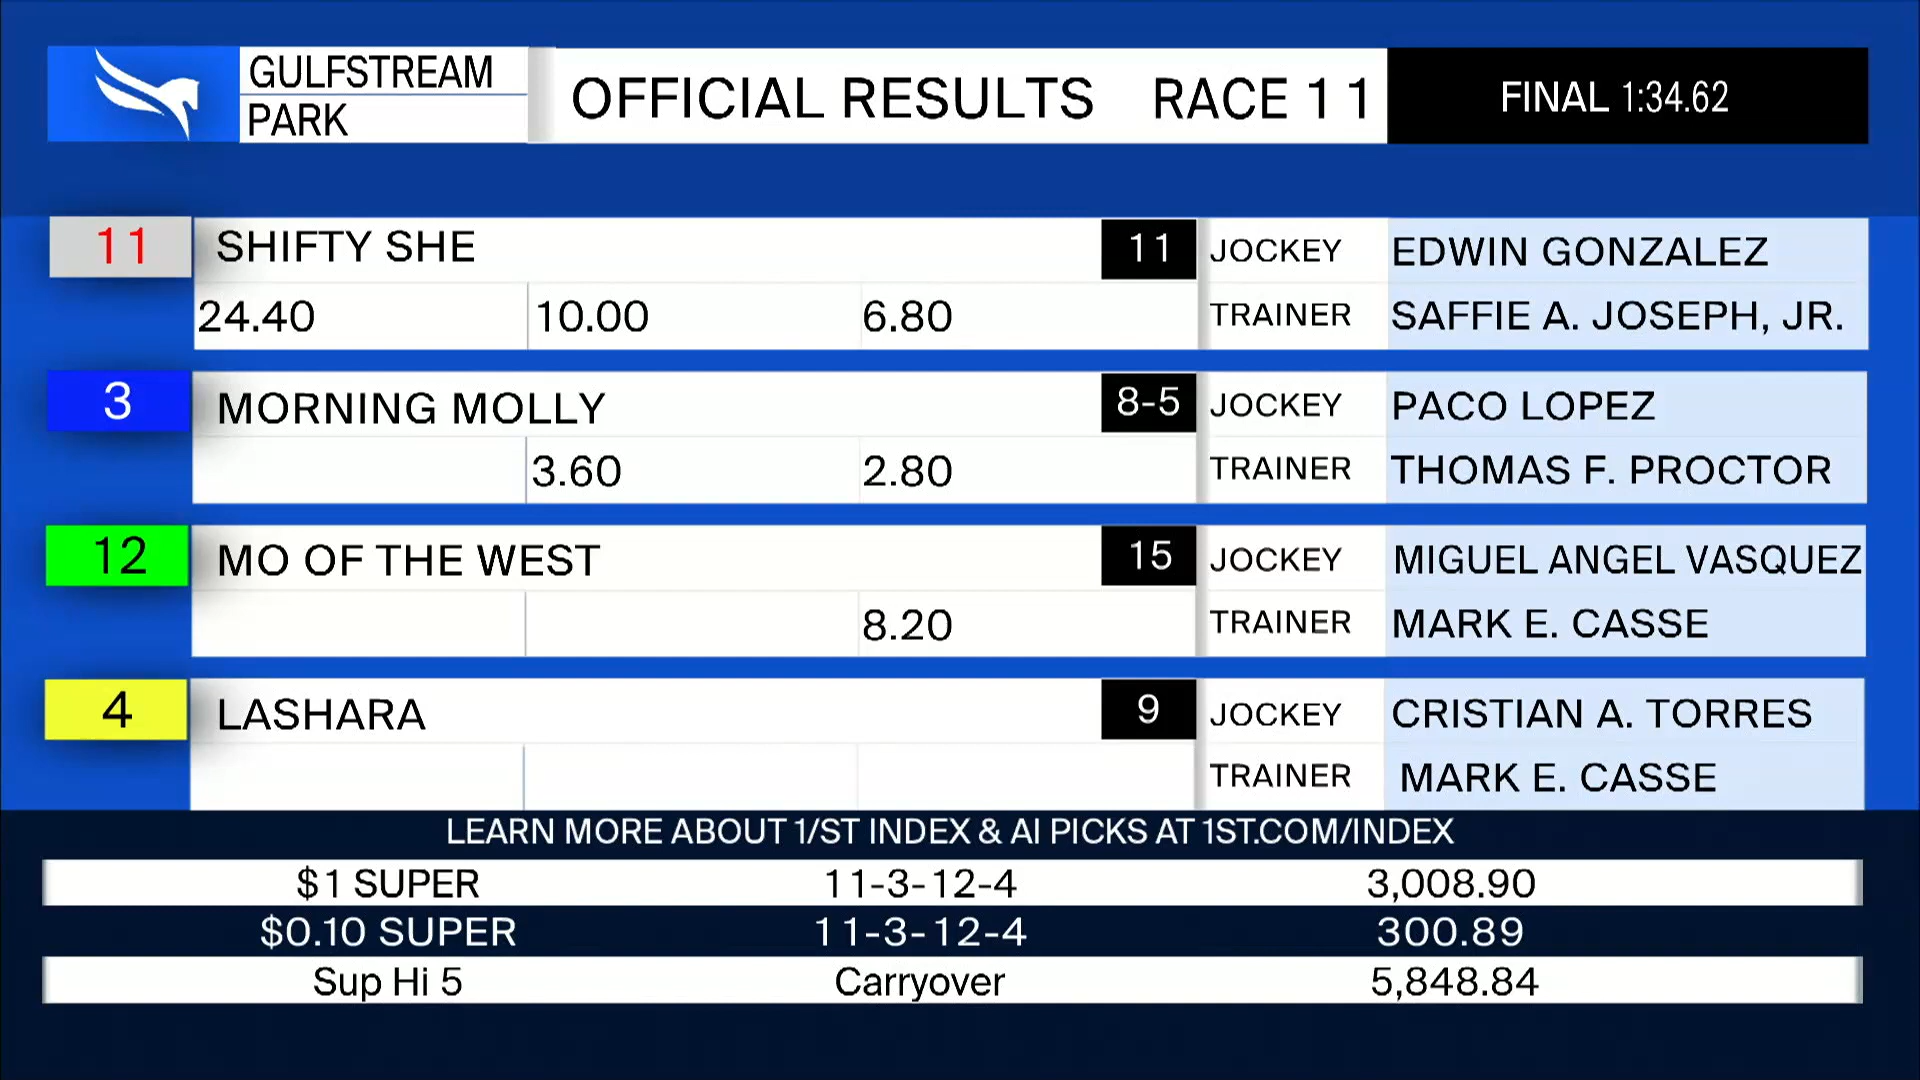 GULFSTREAM
PARK
OFFICIAL RESULTS RACE 11 FINAL 1:34.62
11 SHIFTY SHE 11 JOCKEY EDWIN GONZALEZ
24.40 10.00 6.80 TRAINER SAFFIE A. JOSEPH, JR.
3 MORNING MOLLY 8-5 JOCKEY PACO LOPEZ
3.60 2.80 TRAINER THOMAS F. PROCTOR
12 MO OF THE WEST 15 JOCKEY MIGUEL ANGEL VASQUEZ
8.20 TRAINER MARK E. CASSE
4 LASHARA 9 JOCKEY CRISTIAN A. TORRES
TRAINER MARK E. CASSE
LEARN MORE ABOUT 1/ST INDEX & AI PICKS AT 1ST.COM/INDEX
$1 SUPER 11-3-12-4 3,008.90
$0.10 SUPER 11-3-12-4 300.89
Sup Hi 5 Carryover 5,848.84